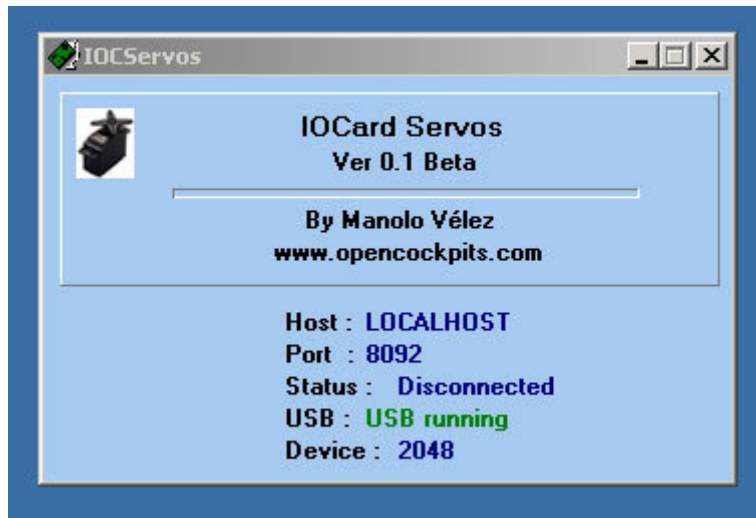 IOCServos
IOCard Servos
Ver 0.1 Beta
By Manolo Vélez
www.opencockpits.com
Host : LOCALHOST
Port : 8092
Status : Disconnected
USB : USB running
Device : 2048